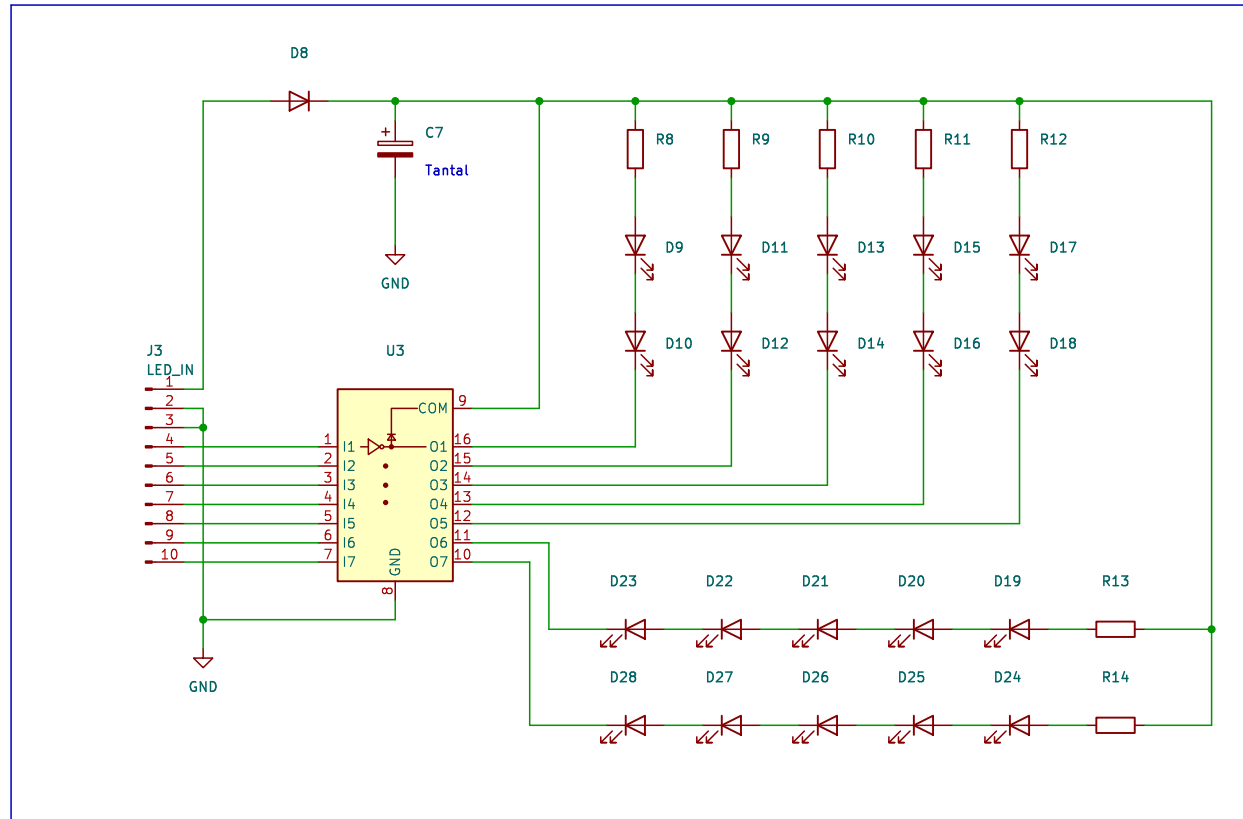 D8
+
C7
Tantal
GND
R8
R9
R10
R11
R12
D9
D11
D13
D15
D17
D10
D12
D14
D16
D18
J3
LED_IN
1
2
3
4
5
6
7
8
9
10
U3
COM
9
1
I1
O1
16
2
I2
O2
15
3
I3
O3
14
4
I4
O4
13
5
I5
O5
12
6
I6
O6
11
7
I7
O7
10
GND
8
GND
D23
D22
D21
D20
D19
R13
D28
D27
D26
D25
D24
R14